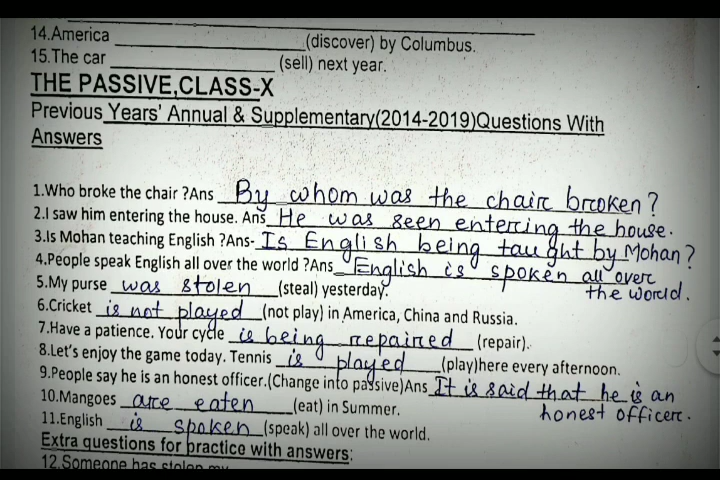 14.America ____________________(discover) by Columbus.
15.The car ____________________ (sell) next year.
THE PASSIVE,CLASS-X
Previous Years' Annual & Supplementary(2014-2019)Questions With
Answers
1.Who broke the chair ?Ans By whom was the chair broken?
2.I saw him entering the house. Ans He was seen entering the house.
3.Is Mohan teaching English ?Ans- Is English being taught by Mohan?
4.People speak English all over the world ?Ans English is spoken all over
the world.
5.My purse was stolen (steal) yesterday.
6.Cricket is not played (not play) in America, China and Russia.
7.Have a patience. Your cycle is being repaired (repair).
8.Let's enjoy the game today. Tennis is played (play)here every afternoon.
9.People say he is an honest officer.(Change into passive)Ans It is said that he is an
honest officer.
10.Mangoes are eaten (eat) in Summer.
11.English is spoken (speak) all over the world.
Extra questions for practice with answers:
12.Someone has stolen my